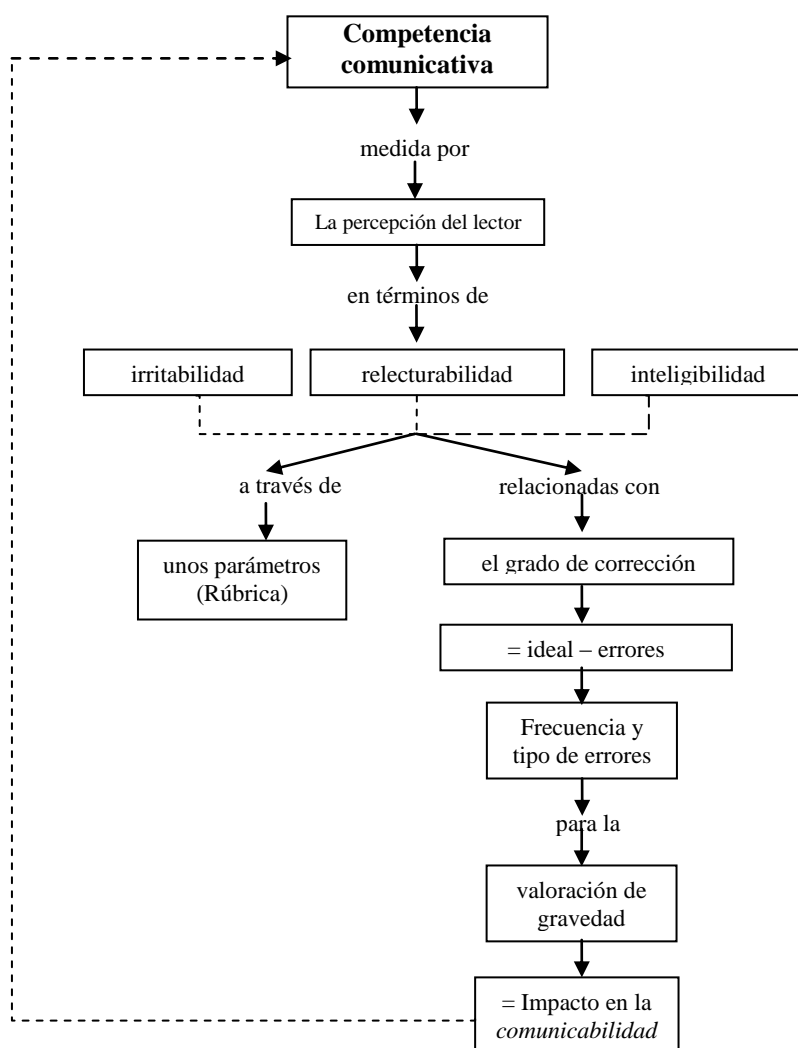 Competencia
comunicativa
medida por
La percepción del lector
en términos de
irritabilidad
relecturabilidad
inteligibilidad
a través de
relacionadas con
unos parámetros
(Rúbrica)
el grado de corrección
= ideal – errores
Frecuencia y
tipo de errores
para la
valoración de
gravedad
= Impacto en la
comunicabilidad